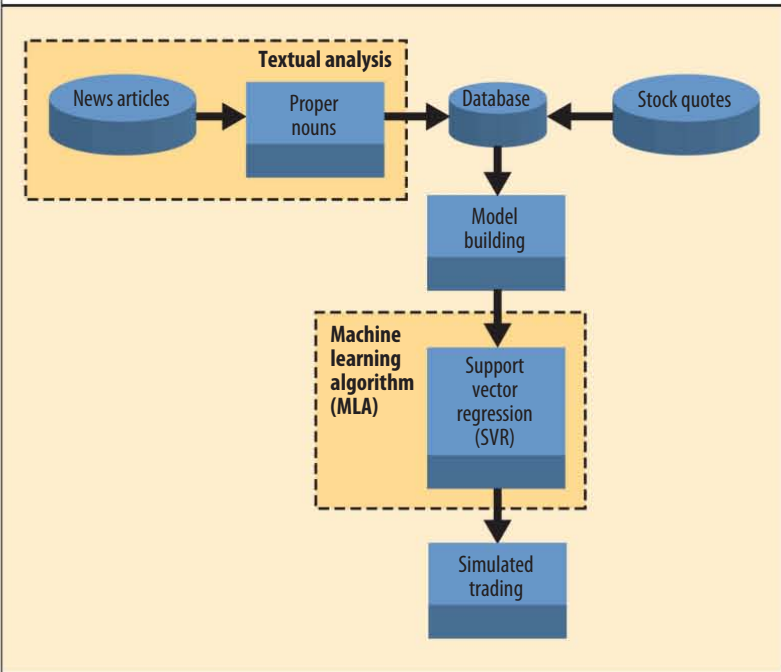 Textual analysis
News articles
Proper
nouns
Database
Stock quotes
Model
building
Machine
learning
algorithm
(MLA)
Support
vector
regression
(SVR)
Simulated
trading